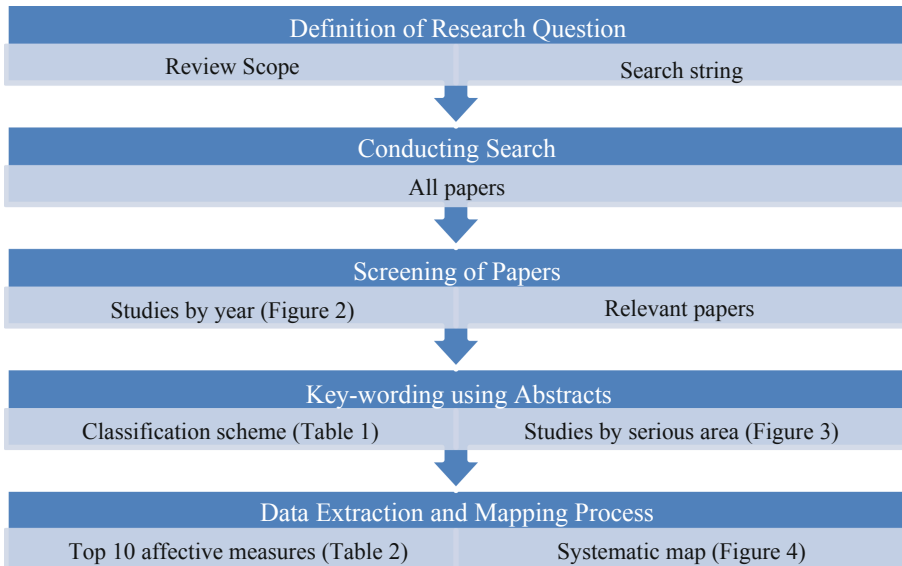 Definition of Research Question
Review Scope
Search string
Conducting Search
All papers
Screening of Papers
Studies by year (Figure 2)
Relevant papers
Key-wording using Abstracts
Classification scheme (Table 1)
Studies by serious area (Figure 3)
Data Extraction and Mapping Process
Top 10 affective measures (Table 2)
Systematic map (Figure 4)